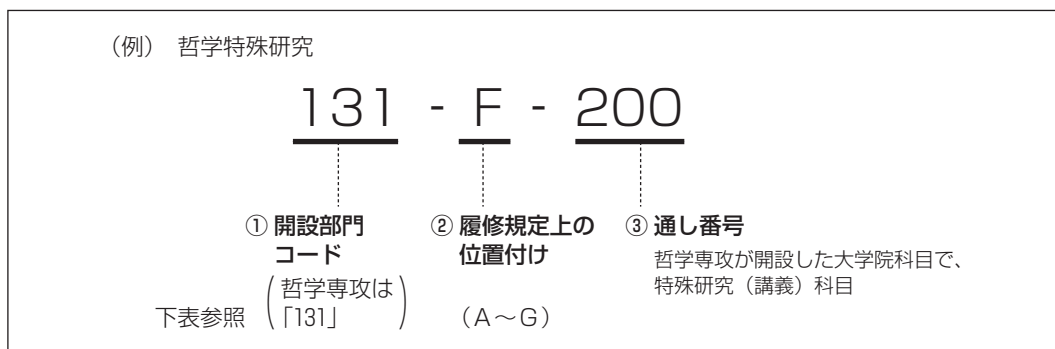 （例） 哲学特殊研究
131 - F - 200
① 開設部門
コード
② 履修規定上の
位置付け
③ 通し番号
哲学専攻が開設した大学院科目で、
特殊研究（講義）科目
下表参照
（哲学専攻は
「131」）
（A～G）